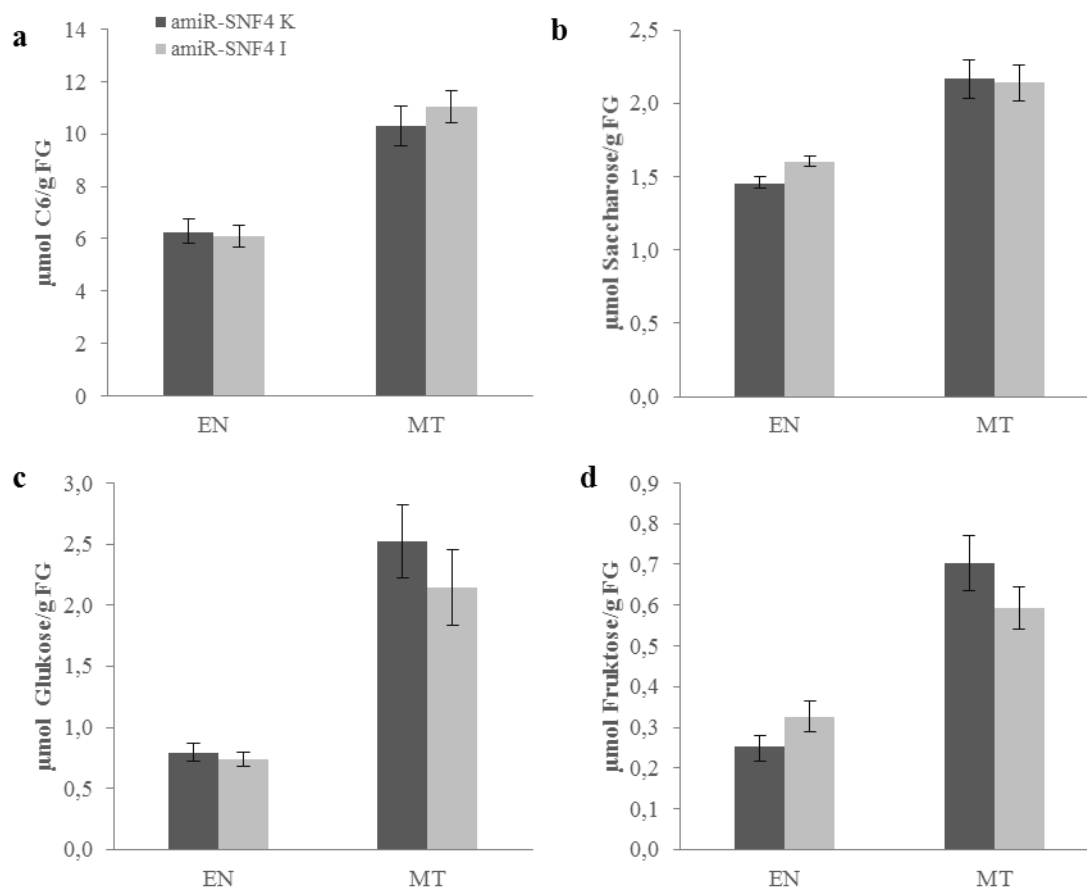 a
amiR-SNF4 K
amiR-SNF4 I
µmol C6/g FG
14
12
10
8
6
4
2
0
EN
MT
b
µmol Saccharose/g FG
2,5
2,0
1,5
1,0
0,5
0,0
EN
MT
c
µmol Glukose/g FG
3,0
2,5
2,0
1,5
1,0
0,5
0,0
EN
MT
d
µmol Fruktose/g FG
0,9
0,8
0,7
0,6
0,5
0,4
0,3
0,2
0,1
0,0
EN
MT